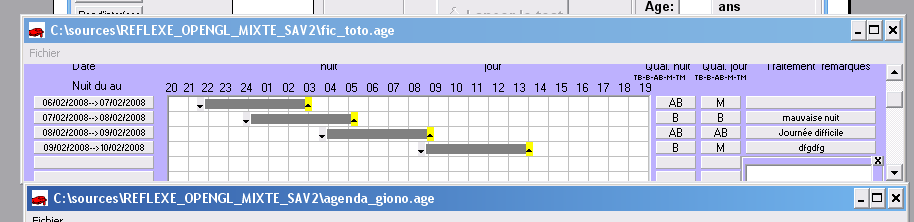 Age: ans
C:\sources\REFLEXE_OPENGL_MIXTE_SAV2\fic_toto.age
Fichier
Date nuit jour Qual. nuit Qual. jour Traitement remarques
TB-B-AB-M-TM TB-B-AB-M-TM
Nuit du au 20 21 22 23 24 01 02 03 04 05 06 07 08 09 10 11 12 13 14 15 16 17 18 19
06/02/2008-->07/02/2008 AB M
07/02/2008-->08/02/2008 B B mauvaise nuit
08/02/2008-->09/02/2008 AB AB Journée difficile
09/02/2008-->10/02/2008 B M dfgdfg
C:\sources\REFLEXE_OPENGL_MIXTE_SAV2\agenda_giono.age
Fichier